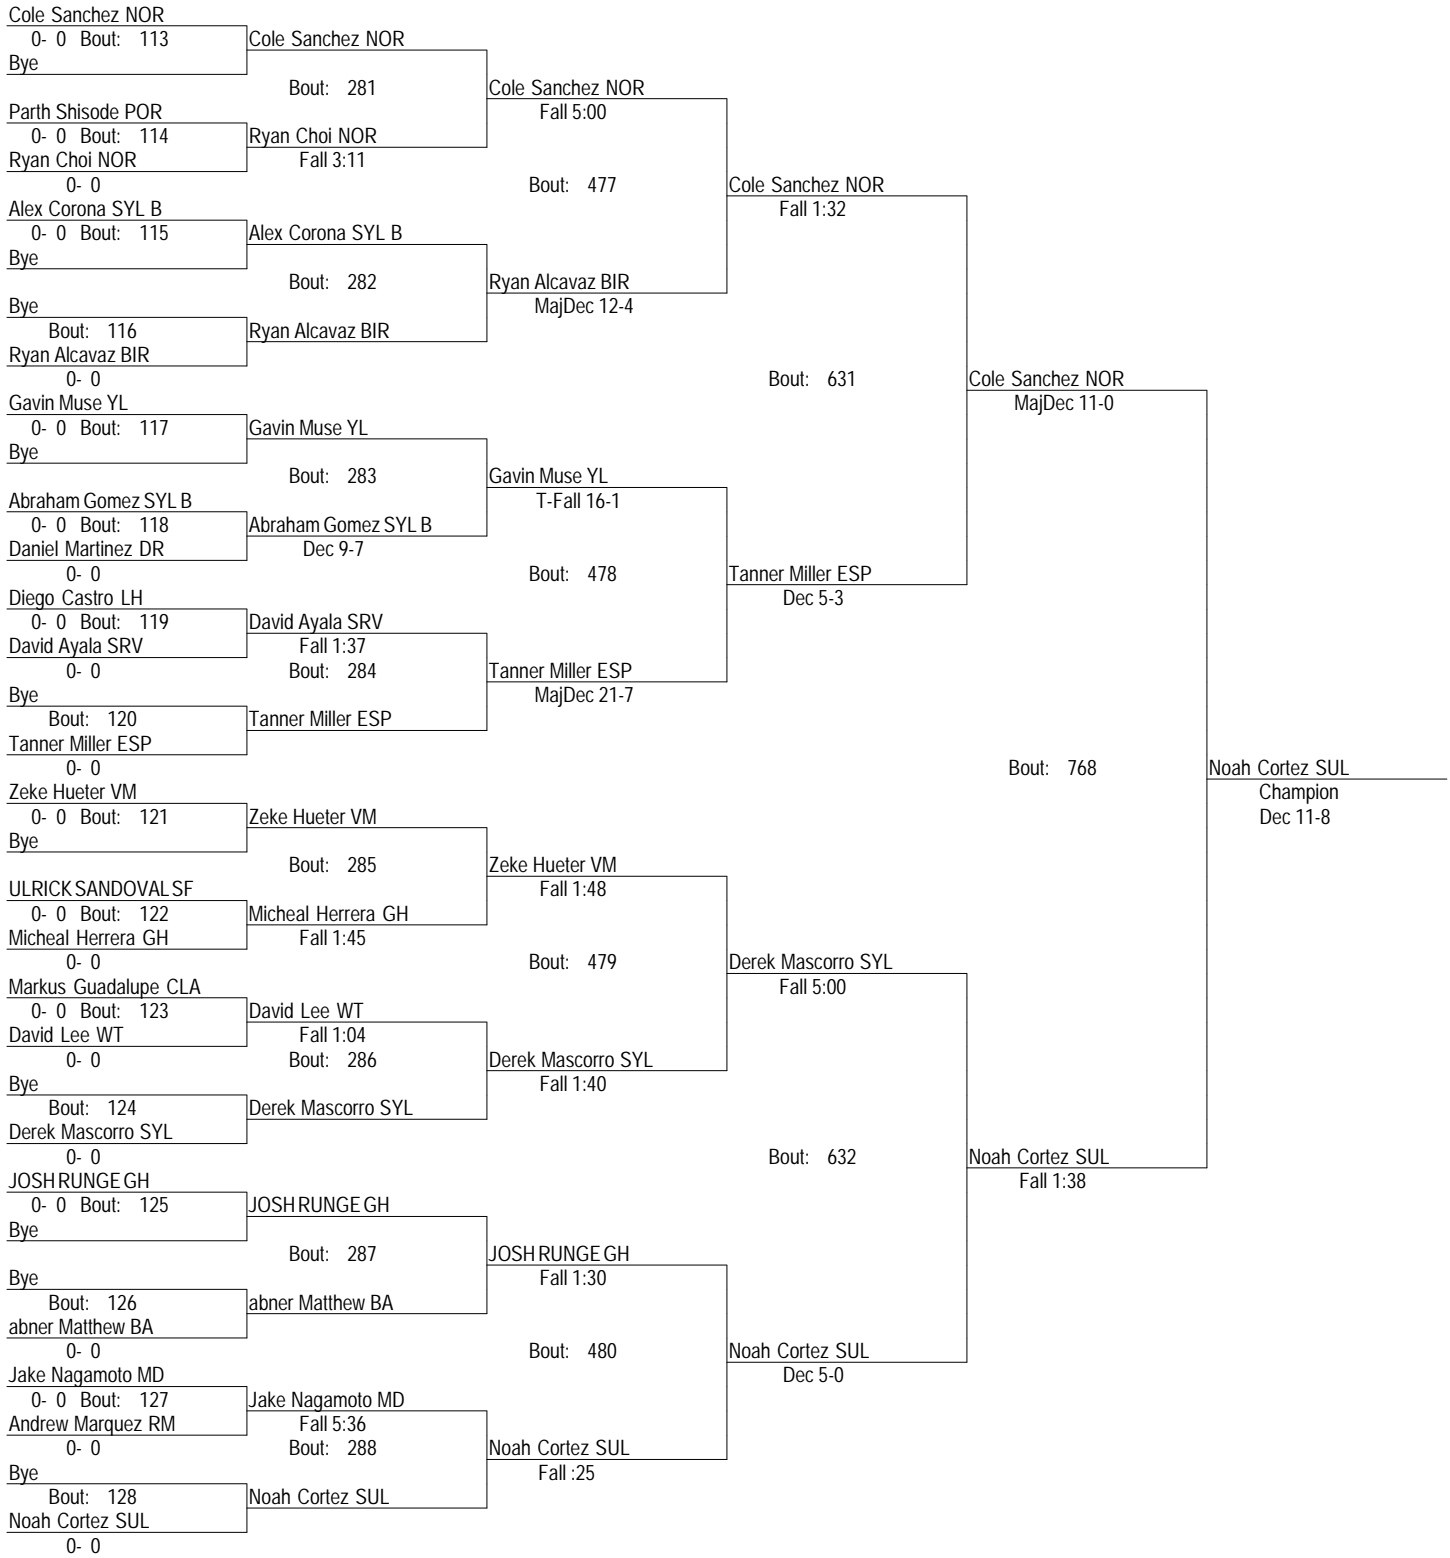 Cole Sanchez NOR
0- 0 Bout: 113 Cole Sanchez NOR
Bye
Bout: 281 Cole Sanchez NOR
Parth Shisode POR Fall 5:00
0- 0 Bout: 114 Ryan Choi NOR
Ryan Choi NOR Fall 3:11
0- 0 Bout: 477 Cole Sanchez NOR
Alex Corona SYL B Fall 1:32
0- 0 Bout: 115 Alex Corona SYL B
Bye
Bout: 282 Ryan Alcavaz BIR
Bye MajDec 12-4
Bout: 116 Ryan Alcavaz BIR
Ryan Alcavaz BIR
0- 0 Bout: 631 Cole Sanchez NOR
Gavin Muse YL MajDec 11-0
0- 0 Bout: 117 Gavin Muse YL
Bye
Bout: 283 Gavin Muse YL
Abraham Gomez SYL B T-Fall 16-1
0- 0 Bout: 118 Abraham Gomez SYL B
Daniel Martinez DR Dec 9-7
0- 0 Bout: 478 Tanner Miller ESP
Diego Castro LH Dec 5-3
0- 0 Bout: 119 David Ayala SRV
David Ayala SRV Fall 1:37
0- 0 Bout: 284 Tanner Miller ESP
Bye MajDec 21-7
Bout: 120 Tanner Miller ESP
Tanner Miller ESP
0- 0 Bout: 768 Noah Cortez SUL
Zeke Hueter VM Champion
0- 0 Bout: 121 Zeke Hueter VM Dec 11-8
Bye
Bout: 285 Zeke Hueter VM
ULRICK SANDOVAL SF Fall 1:48
0- 0 Bout: 122 Micheal Herrera GH
Micheal Herrera GH Fall 1:45
0- 0 Bout: 479 Derek Mascorro SYL
Markus Guadalupe CLA Fall 5:00
0- 0 Bout: 123 David Lee WT
David Lee WT Fall 1:04
0- 0 Bout: 286 Derek Mascorro SYL
Bye Fall 1:40
Bout: 124 Derek Mascorro SYL
Derek Mascorro SYL
0- 0 Bout: 632 Noah Cortez SUL
JOSH RUNGE GH Fall 1:38
0- 0 Bout: 125 JOSH RUNGE GH
Bye
Bout: 287 JOSH RUNGE GH
Bye Fall 1:30
Bout: 126 abner Matthew BA
abner Matthew BA
0- 0 Bout: 480 Noah Cortez SUL
Jake Nagamoto MD Dec 5-0
0- 0 Bout: 127 Jake Nagamoto MD
Andrew Marquez RM Fall 5:36
0- 0 Bout: 288 Noah Cortez SUL
Bye Fall :25
Bout: 128 Noah Cortez SUL
Noah Cortez SUL
0- 0